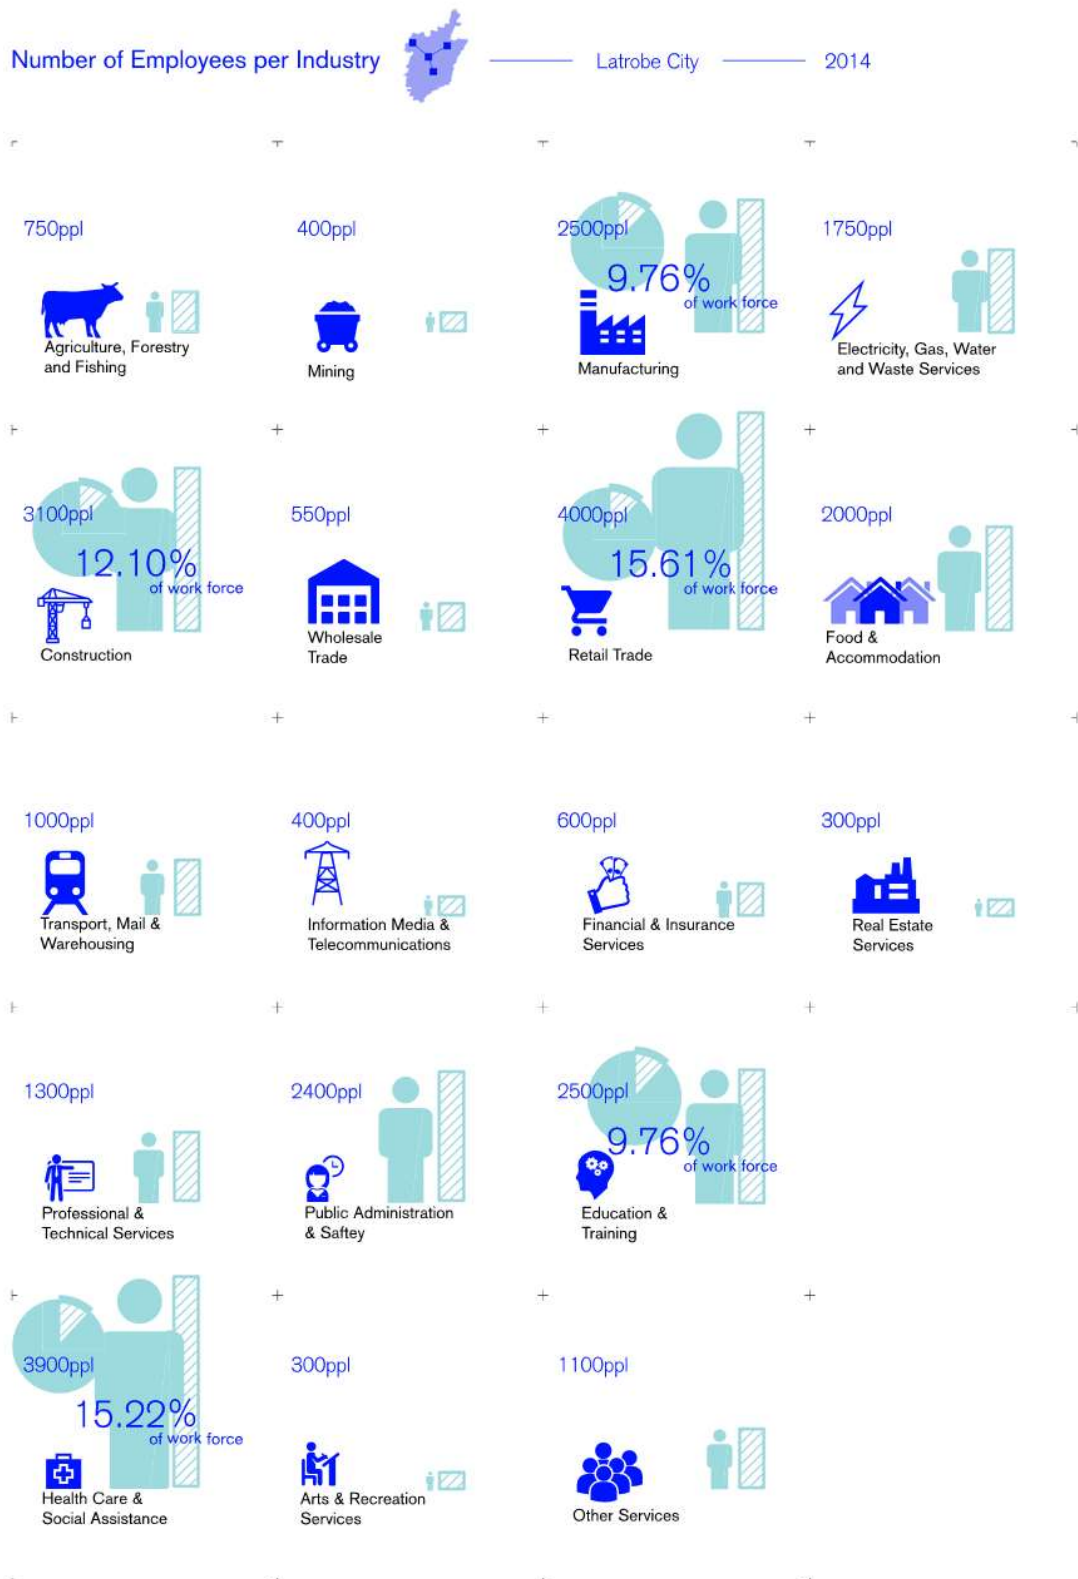 Number of Employees per Industry
Latrobe City
2014
750ppl
Agriculture, Forestry
and Fishing
400ppl
Mining
2500ppl
9.76%
of work force
Manufacturing
1750ppl
Electricity, Gas, Water
and Waste Services
3100ppl
12.10%
of work force
Construction
550ppl
Wholesale
Trade
4000ppl
15.61%
of work force
Retail Trade
2000ppl
Food &
Accommodation
1000ppl
Transport, Mail &
Warehousing
400ppl
Information Media &
Telecommunications
600ppl
Financial & Insurance
Services
300ppl
Real Estate
Services
1300ppl
Professional &
Technical Services
2400ppl
Public Administration
& Saftey
2500ppl
9.76%
of work force
Education &
Training
3900ppl
15.22%
of work force
Health Care &
Social Assistance
300ppl
Arts & Recreation
Services
1100ppl
Other Services